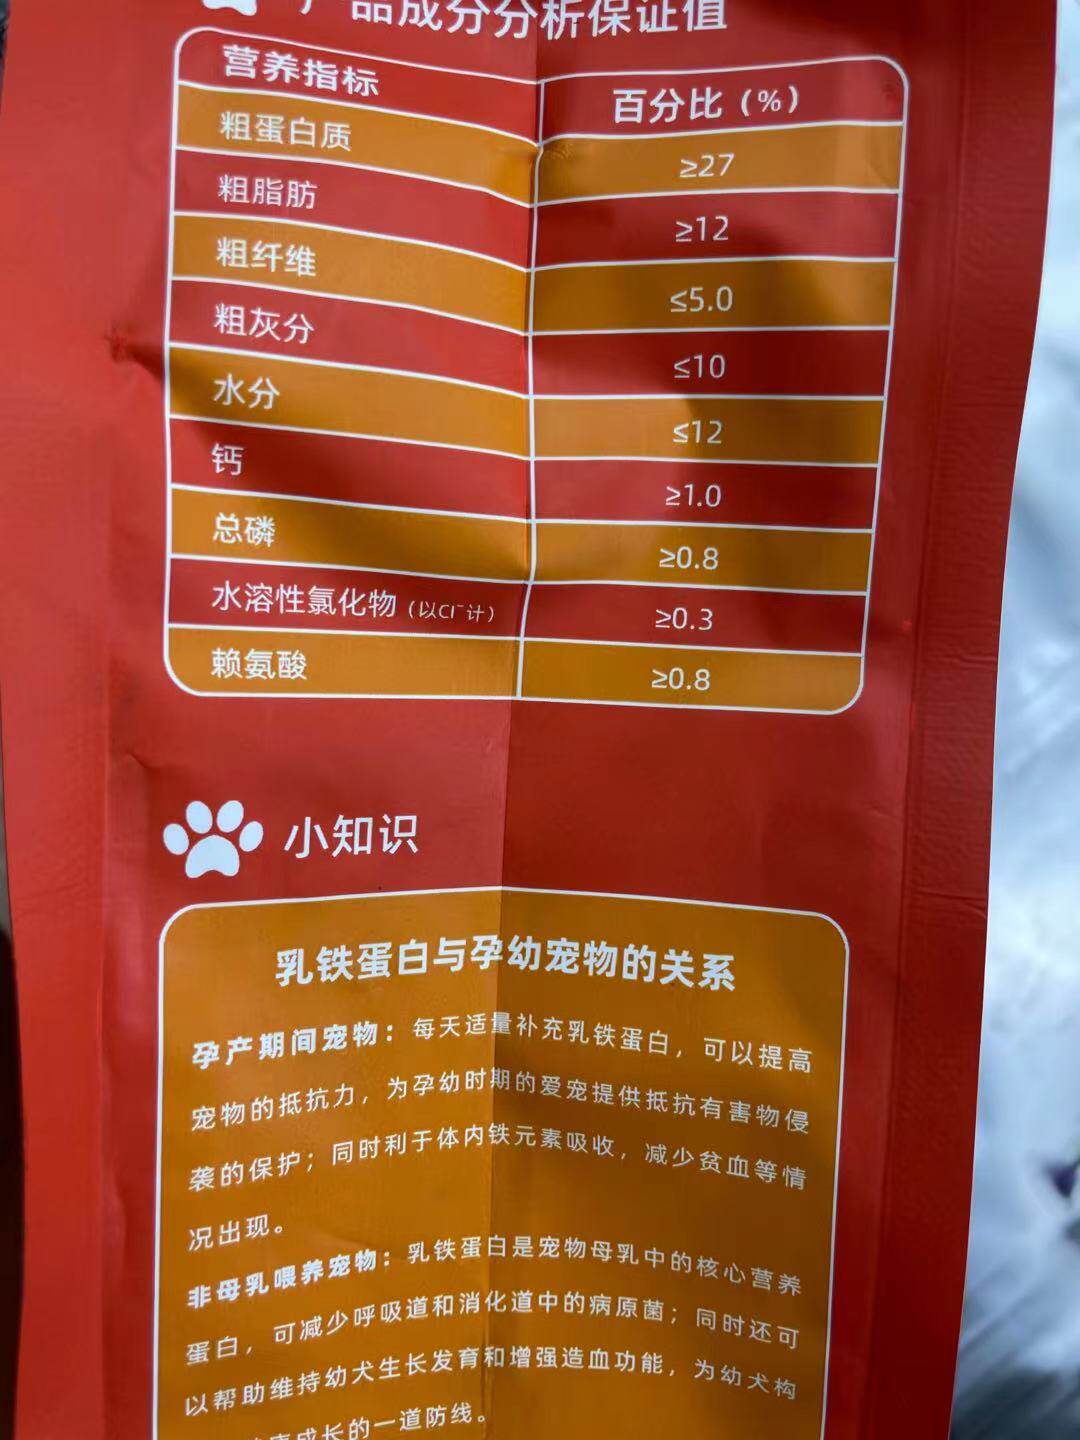 产品成分分析保证值
营养指标 百分比（%）
粗蛋白质 ≥27
粗脂肪 ≥12
粗纤维 ≤5.0
粗灰分 ≤10
水分 ≤12
钙 ≥1.0
总磷 ≥0.8
水溶性氯化物（以Cl⁻计） ≥0.3
赖氨酸 ≥0.8
小知识
乳铁蛋白与孕幼宠物的关系
孕产期间宠物：每天适量补充乳铁蛋白，可以提高
宠物的抵抗力，为孕幼时期的爱宠提供抵抗有害物侵
袭的保护；同时利于体内铁元素吸收，减少贫血等情
况出现。
非母乳喂养宠物：乳铁蛋白是宠物母乳中的核心营养
蛋白，可减少呼吸道和消化道中的病原菌；同时还可
以帮助维持幼犬生长发育和增强造血功能，为幼犬构
康成长的一道防线。